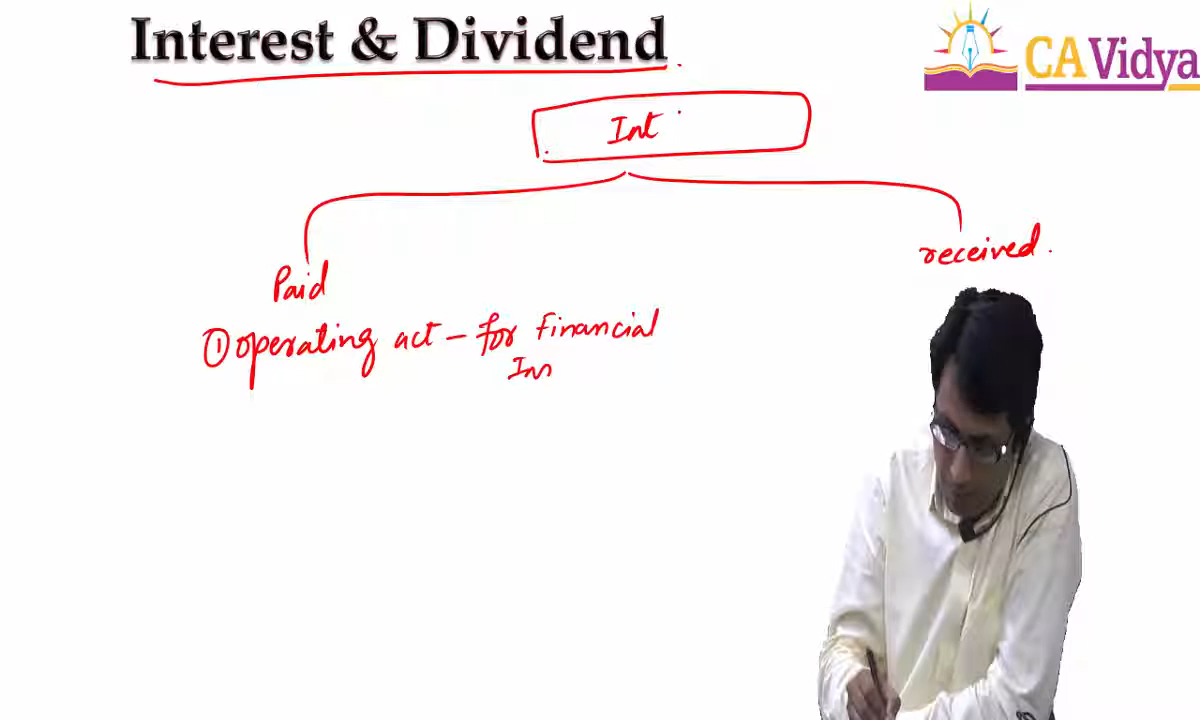 Interest & Dividend
CA Vidya
Int
Paid
received.
① operating act - for Financial
Ins